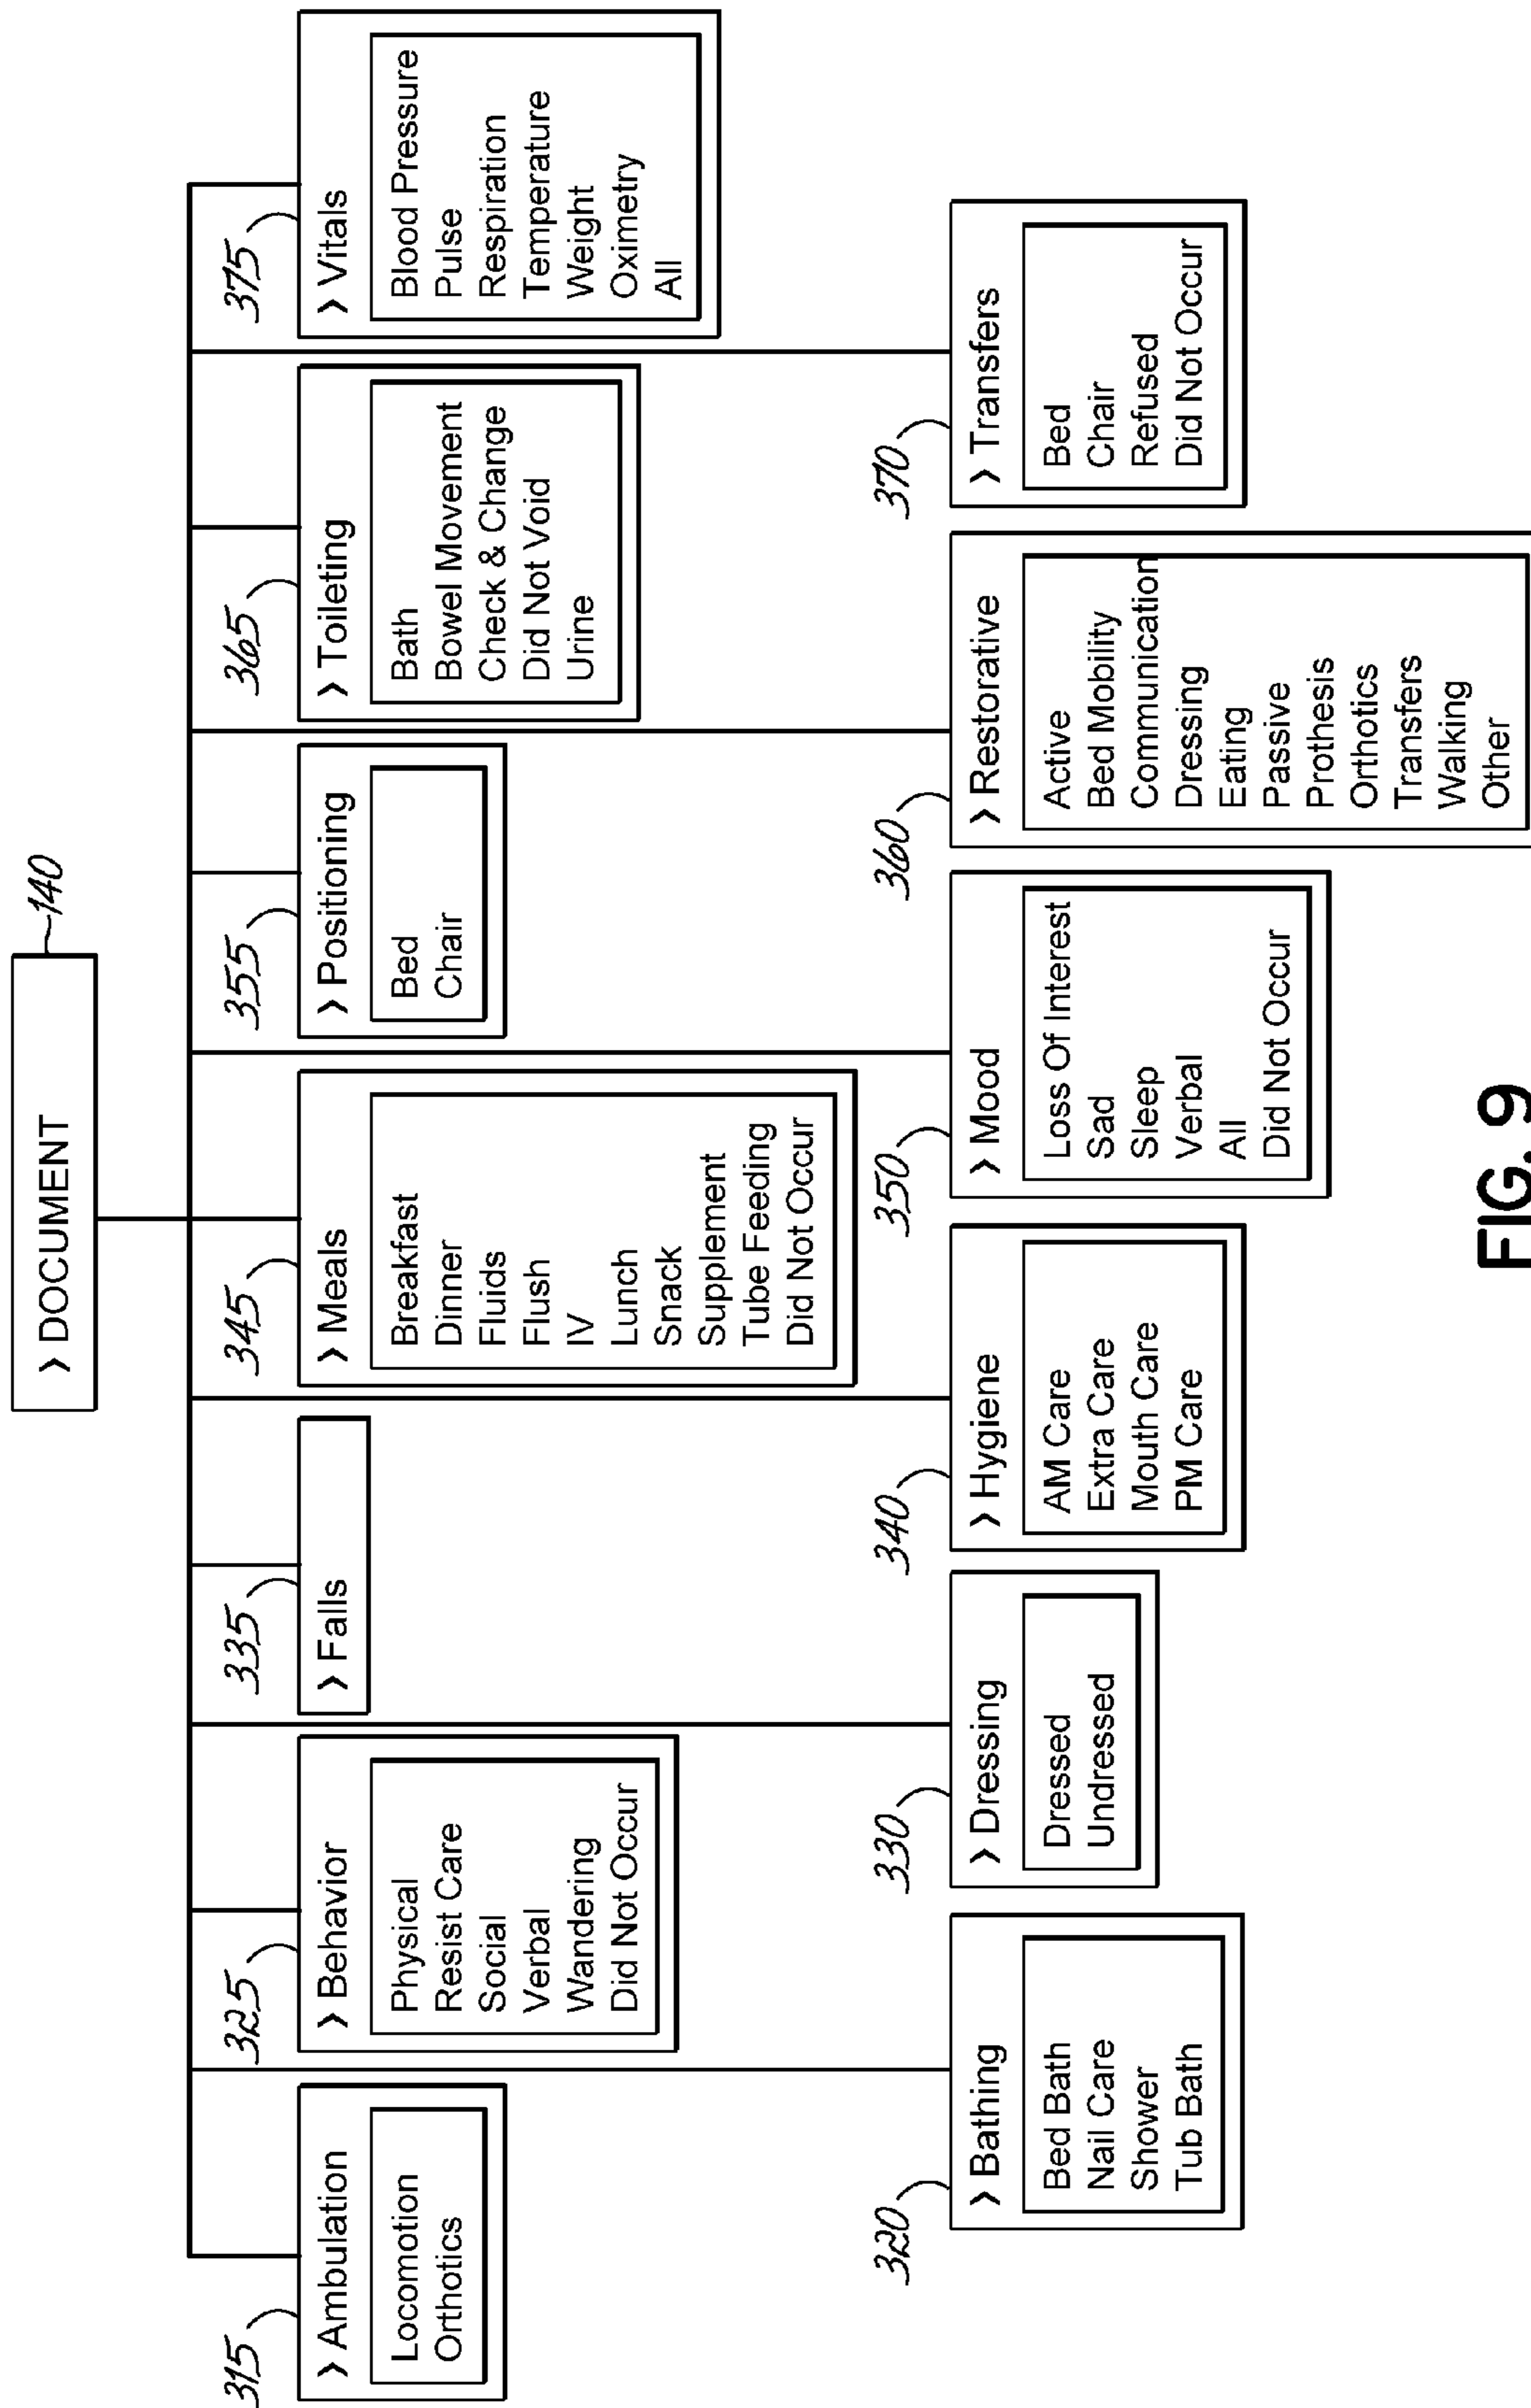 > DOCUMENT
140
315
> Ambulation
Locomotion
Orthotics
325
> Behavior
Physical
Resist Care
Social
Verbal
Wandering
Did Not Occur
335
> Falls
345
> Meals
Breakfast
Dinner
Fluids
Flush
IV
Lunch
Snack
Supplement
Tube Feeding
Did Not Occur
355
> Positioning
Bed
Chair
365
> Toileting
Bath
Bowel Movement
Check & Change
Did Not Void
Urine
375
> Vitals
Blood Pressure
Pulse
Respiration
Temperature
Weight
Oximetry
All
320
> Bathing
Bed Bath
Nail Care
Shower
Tub Bath
330
> Dressing
Dressed
Undressed
340
> Hygiene
AM Care
Extra Care
Mouth Care
PM Care
350
> Mood
Loss Of Interest
Sad
Sleep
Verbal
All
Did Not Occur
360
> Restorative
Active
Bed Mobility
Communication
Dressing
Eating
Passive
Prothesis
Orthotics
Transfers
Walking
Other
370
> Transfers
Bed
Chair
Refused
Did Not Occur
FIG. 9